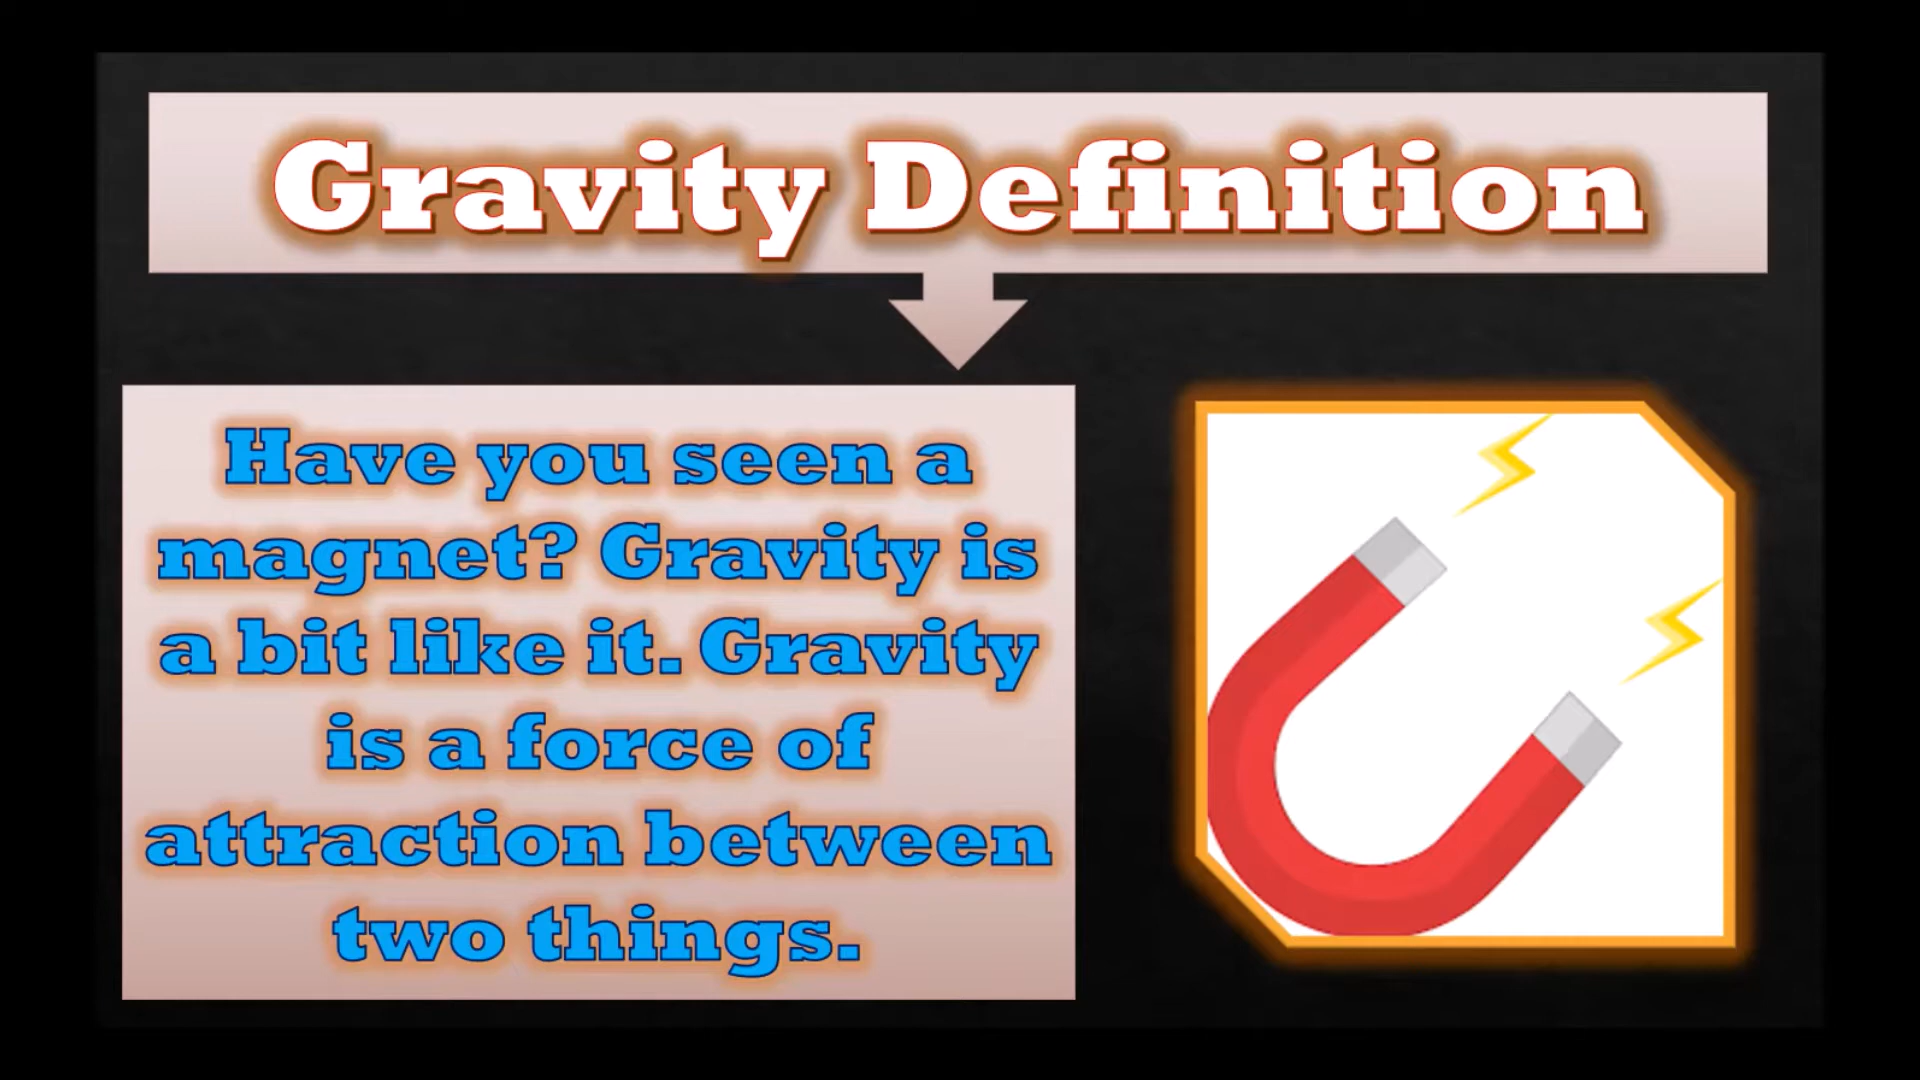 Gravity Definition
Have you seen a
magnet? Gravity is
a bit like it. Gravity
is a force of
attraction between
two things.